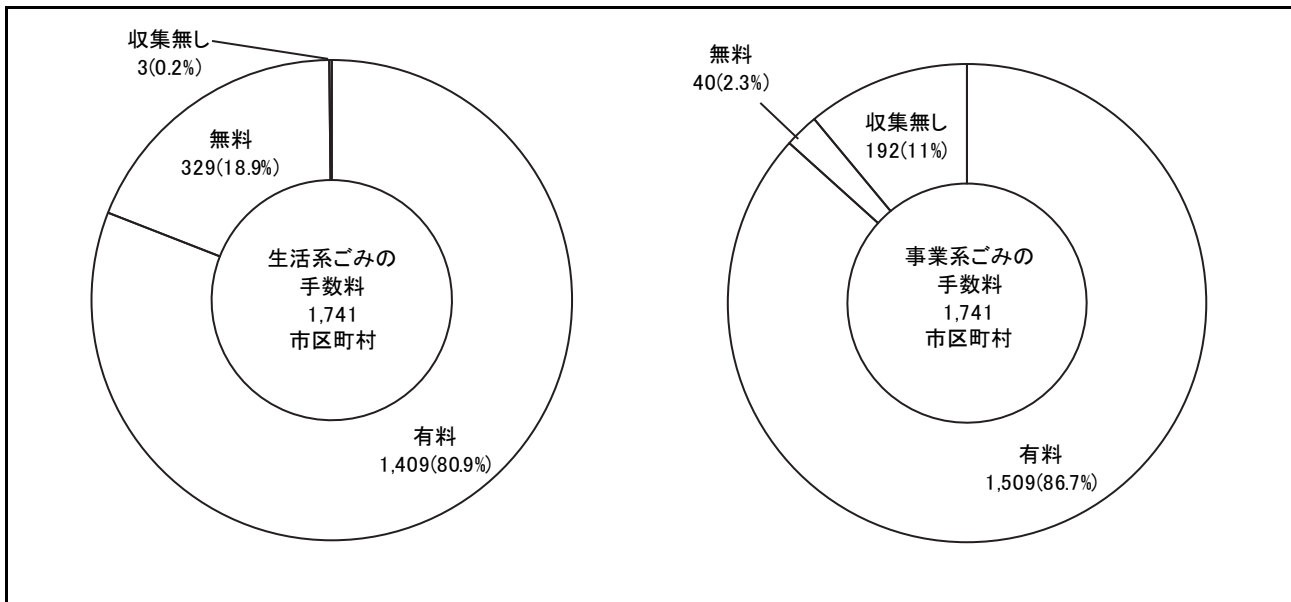 収集無し
3(0.2%)
無料
329(18.9%)
生活系ごみの
手数料
1,741
市区町村
有料
1,409(80.9%)
無料
40(2.3%)
収集無し
192(11%)
事業系ごみの
手数料
1,741
市区町村
有料
1,509(86.7%)